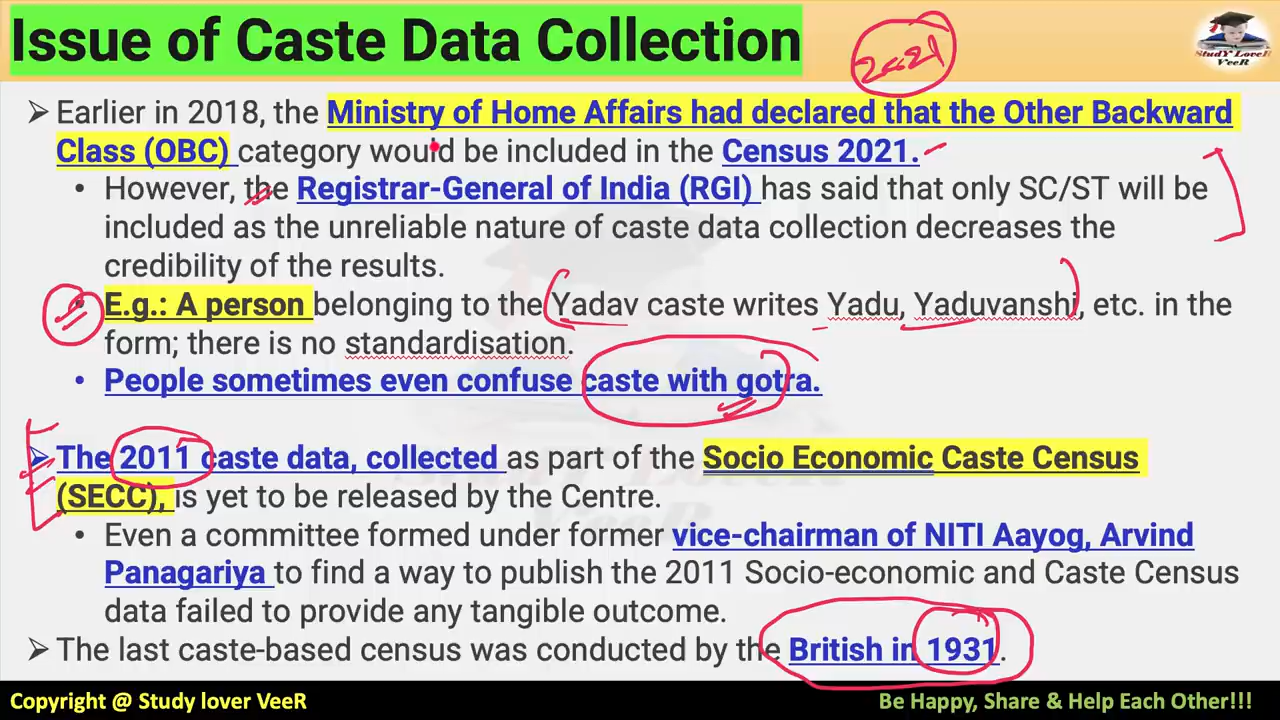 Issue of Caste Data Collection
2021
StudY LoveR
VeeR
➤ Earlier in 2018, the Ministry of Home Affairs had declared that the Other Backward
Class (OBC) category would be included in the Census 2021.
• However, the Registrar-General of India (RGI) has said that only SC/ST will be
included as the unreliable nature of caste data collection decreases the
credibility of the results.
• E.g.: A person belonging to the Yadav caste writes Yadu, Yaduvanshi, etc. in the
form; there is no standardisation.
• People sometimes even confuse caste with gotra.
➤ The 2011 caste data, collected as part of the Socio Economic Caste Census
(SECC), is yet to be released by the Centre.
• Even a committee formed under former vice-chairman of NITI Aayog, Arvind
Panagariya to find a way to publish the 2011 Socio-economic and Caste Census
data failed to provide any tangible outcome.
➤ The last caste-based census was conducted by the British in 1931.
Copyright @ Study lover VeeR
Be Happy, Share & Help Each Other!!!